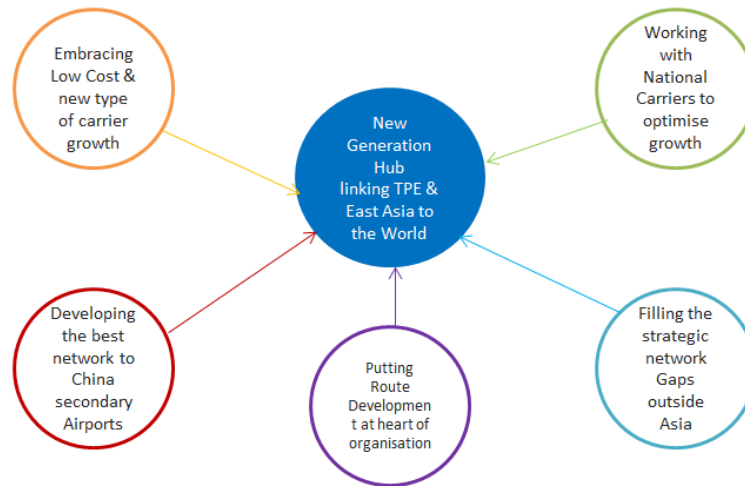 Embracing
Low Cost &
new type
of carrier
growth
Working
with
National
Carriers to
optimise
growth
New
Generation
Hub
linking TPE &
East Asia to
the World
Developing
the best
network to
China
secondary
Airports
Putting
Route
Developmen
t at heart of
organisation
Filling the
strategic
network
Gaps
outside
Asia